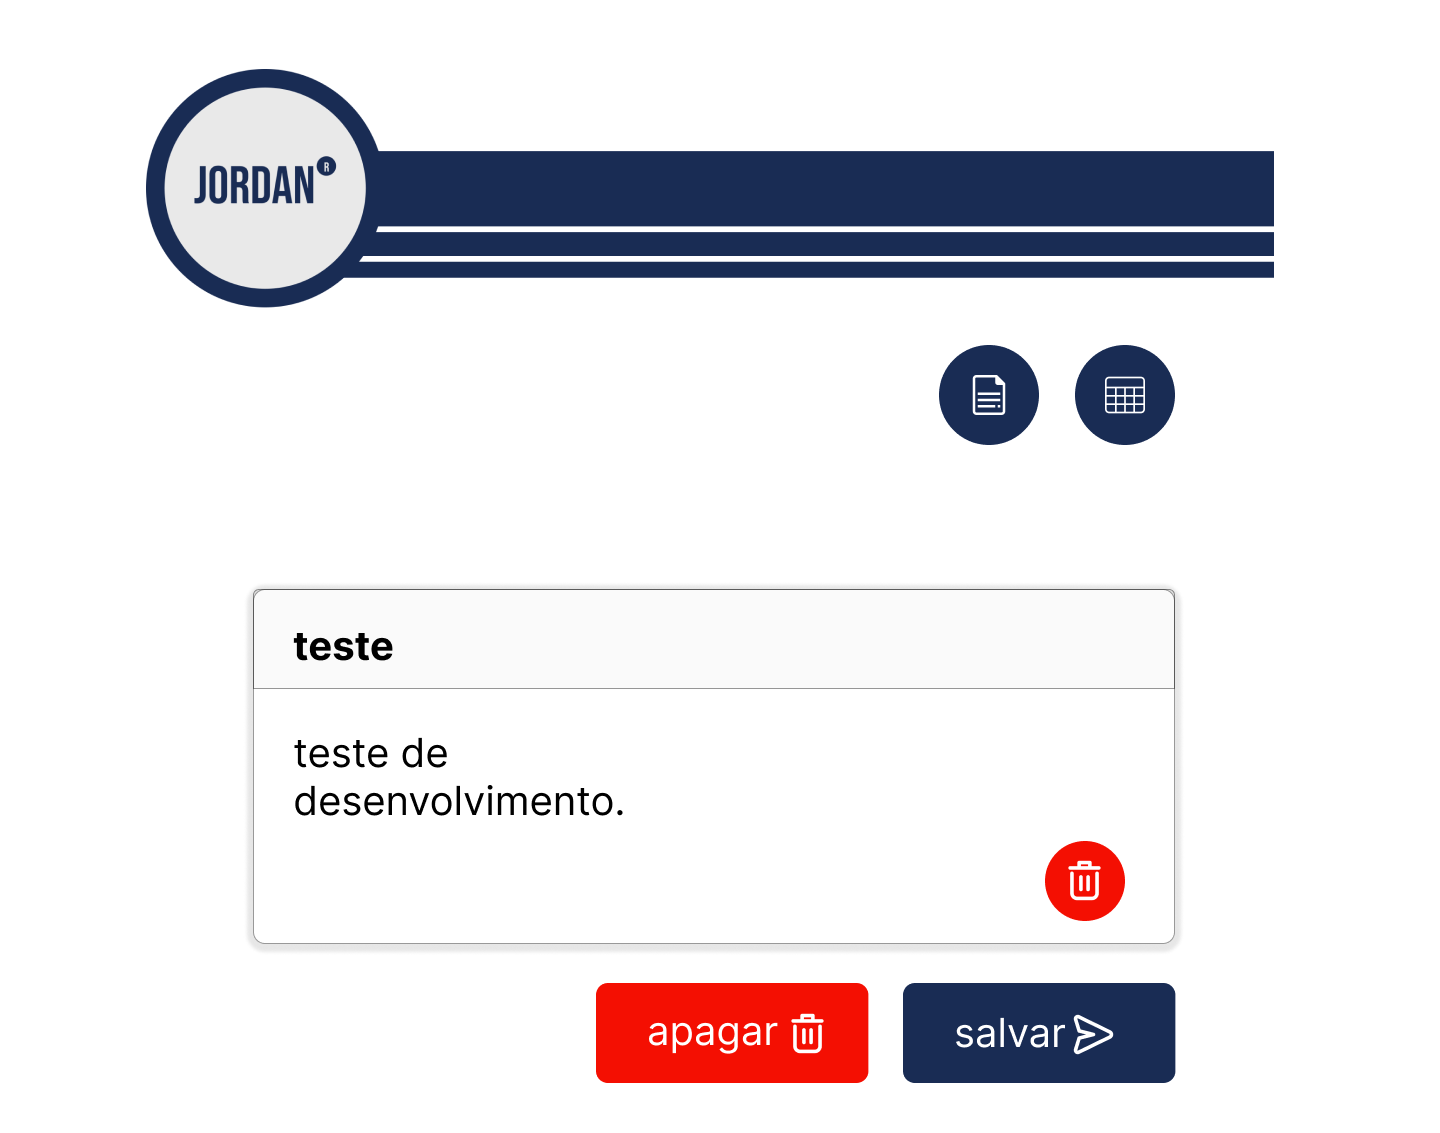 JORDAN®
teste
teste de
desenvolvimento.
apagar
salvar